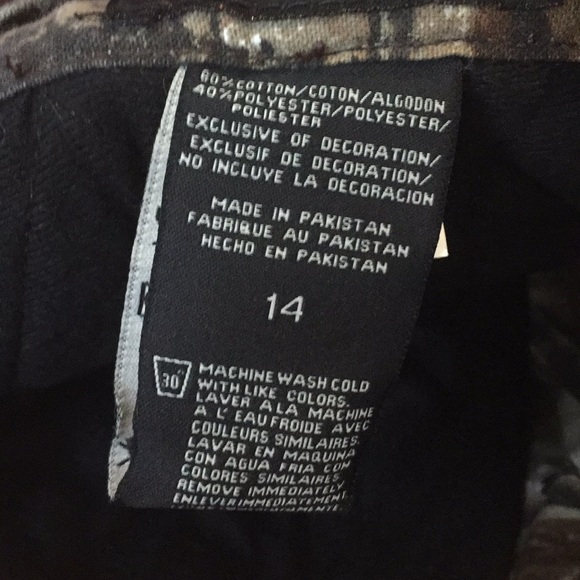 60% COTTON/COTON/ALGODON
40% POLYESTER/POLYESTER/
POLIESTER
EXCLUSIVE OF DECORATION/
EXCLUSIF DE DECORATION/
NO INCLUYE LA DECORACION
MADE IN PAKISTAN
FABRIQUE AU PAKISTAN
HECHO EN PAKISTAN
14
30°
MACHINE WASH COLD
WITH LIKE COLORS.
LAVER A LA MACHINE
A L' EAU FROIDE AVEC
COULEURS SIMILAIRES.
LAVAR EN MAQUINA
CON AGUA FRIA CON
COLORES SIMILARES
REMOVE IMMEDIATELY
ENLEVER IMMEDIATEMENT